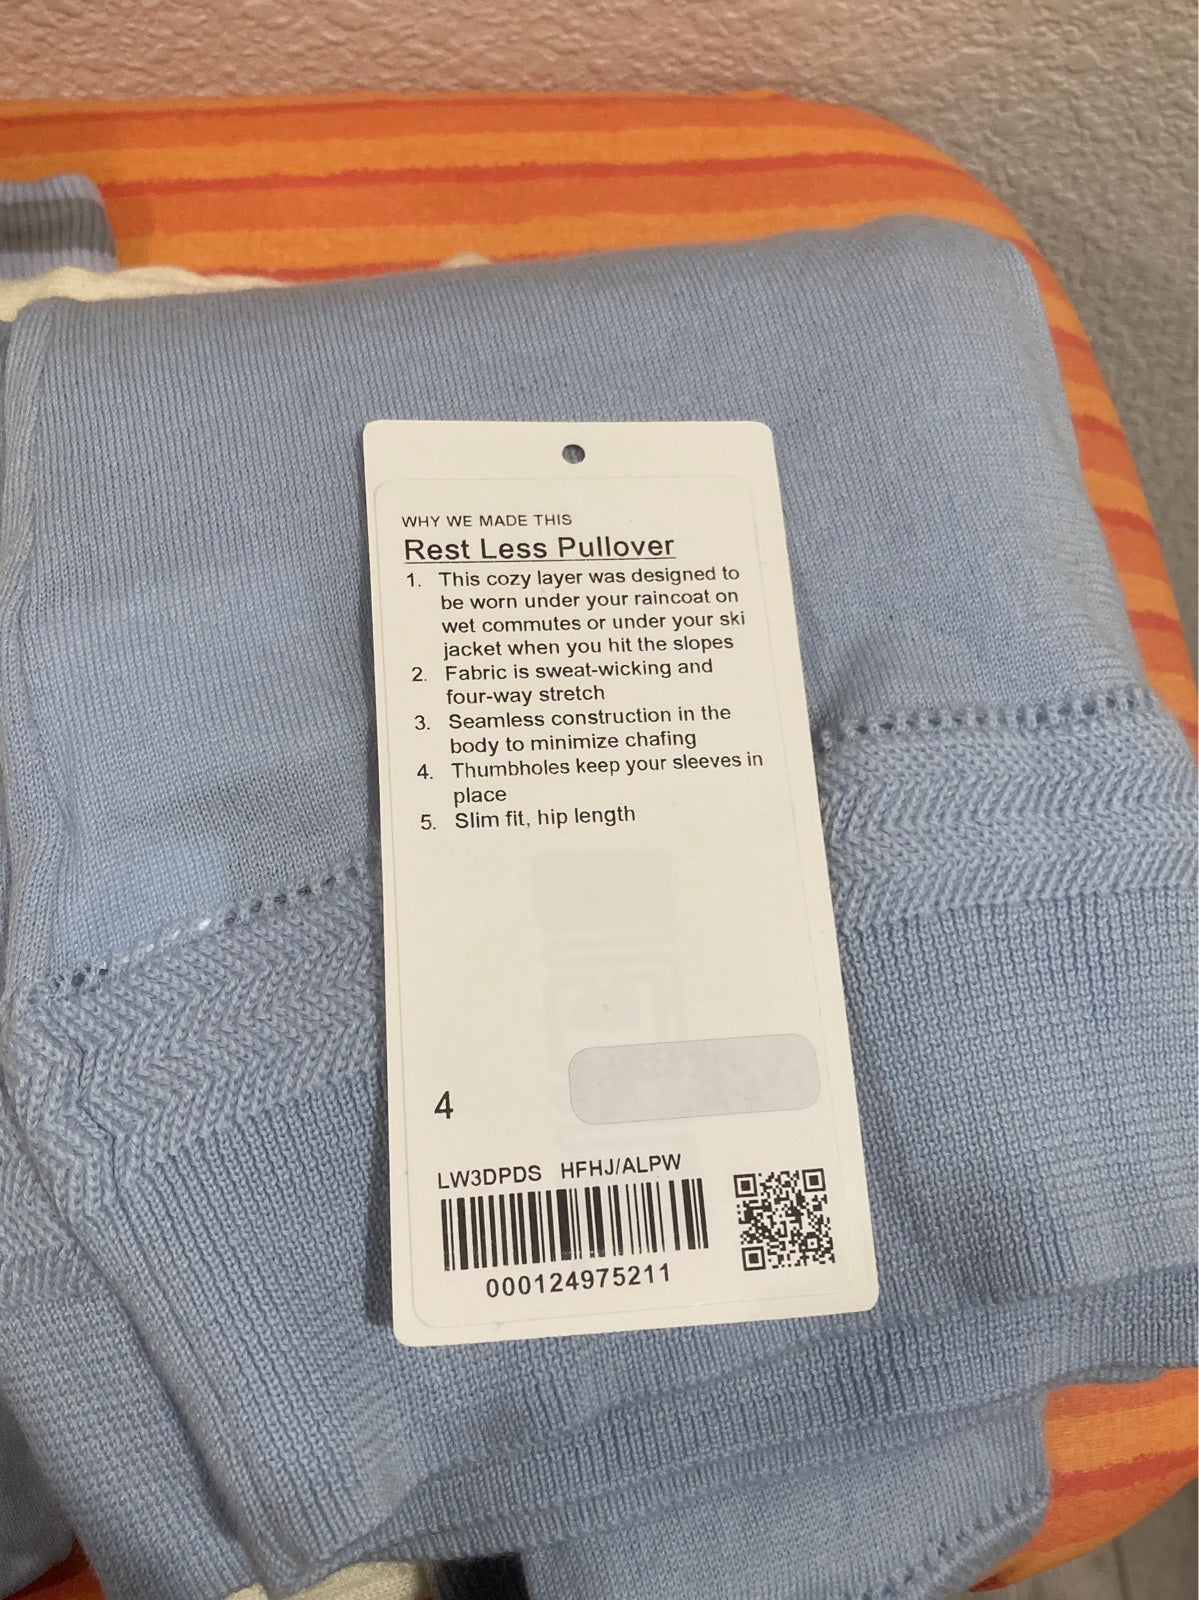 WHY WE MADE THIS
Rest Less Pullover
1. This cozy layer was designed to
be worn under your raincoat on
wet commutes or under your ski
jacket when you hit the slopes
2. Fabric is sweat-wicking and
four-way stretch
3. Seamless construction in the
body to minimize chafing
4. Thumbholes keep your sleeves in
place
5. Slim fit, hip length
4
LW3DPDS HFHJ/ALPW
000124975211